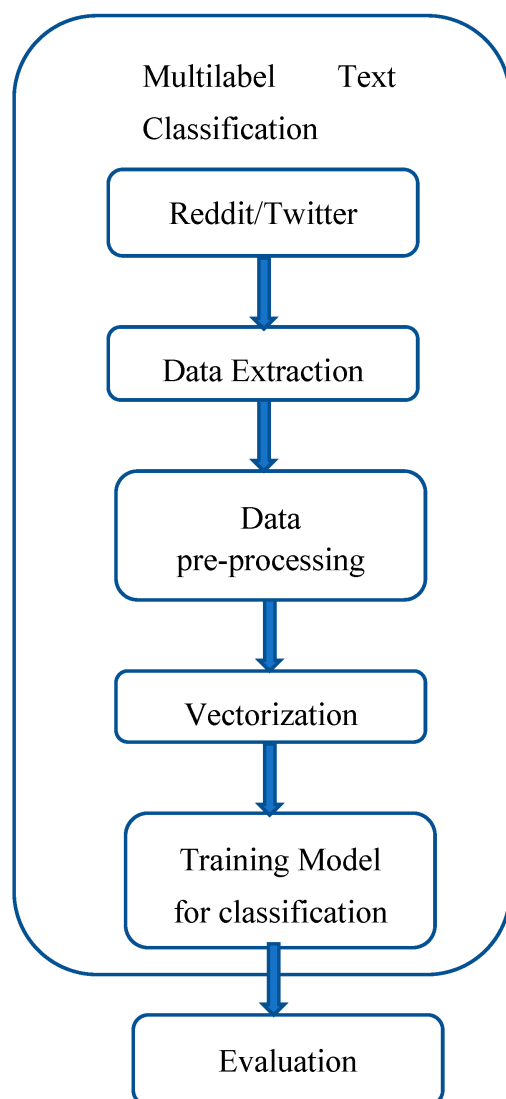 Multilabel Text
Classification
Reddit/Twitter
Data Extraction
Data
pre-processing
Vectorization
Training Model
for classification
Evaluation